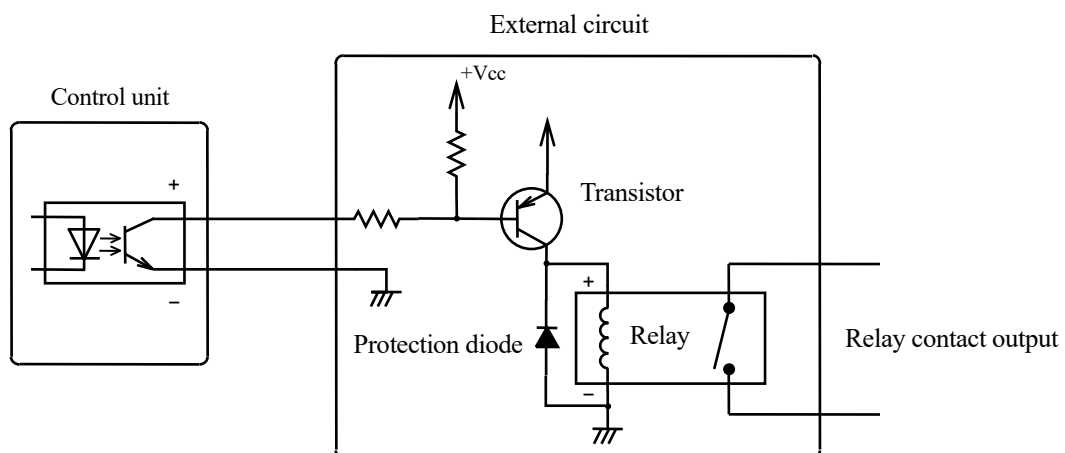 External circuit
+Vcc
Control unit
+
Transistor
+
−
Protection diode
Relay
Relay contact output
−